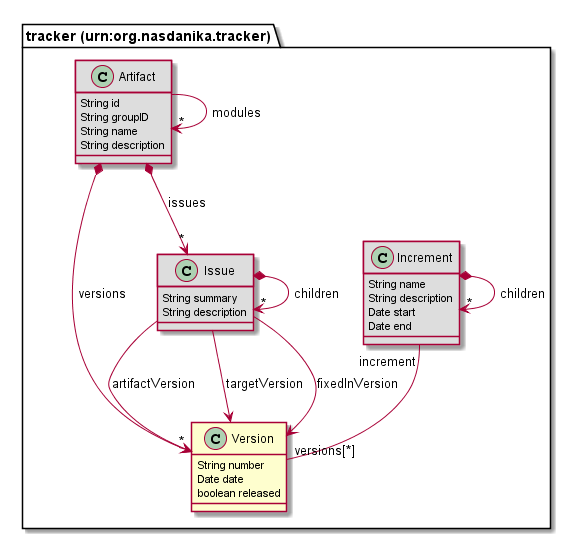 tracker (urn:org.nasdanika.tracker)
C Artifact
String id
String groupID
String name
String description
modules
*
issues
*
C Issue
String summary
String description
children
*
C Increment
String name
String description
Date start
Date end
children
*
versions
*
artifactVersion
targetVersion
fixedInVersion
increment
versions[*]
C Version
String number
Date date
boolean released